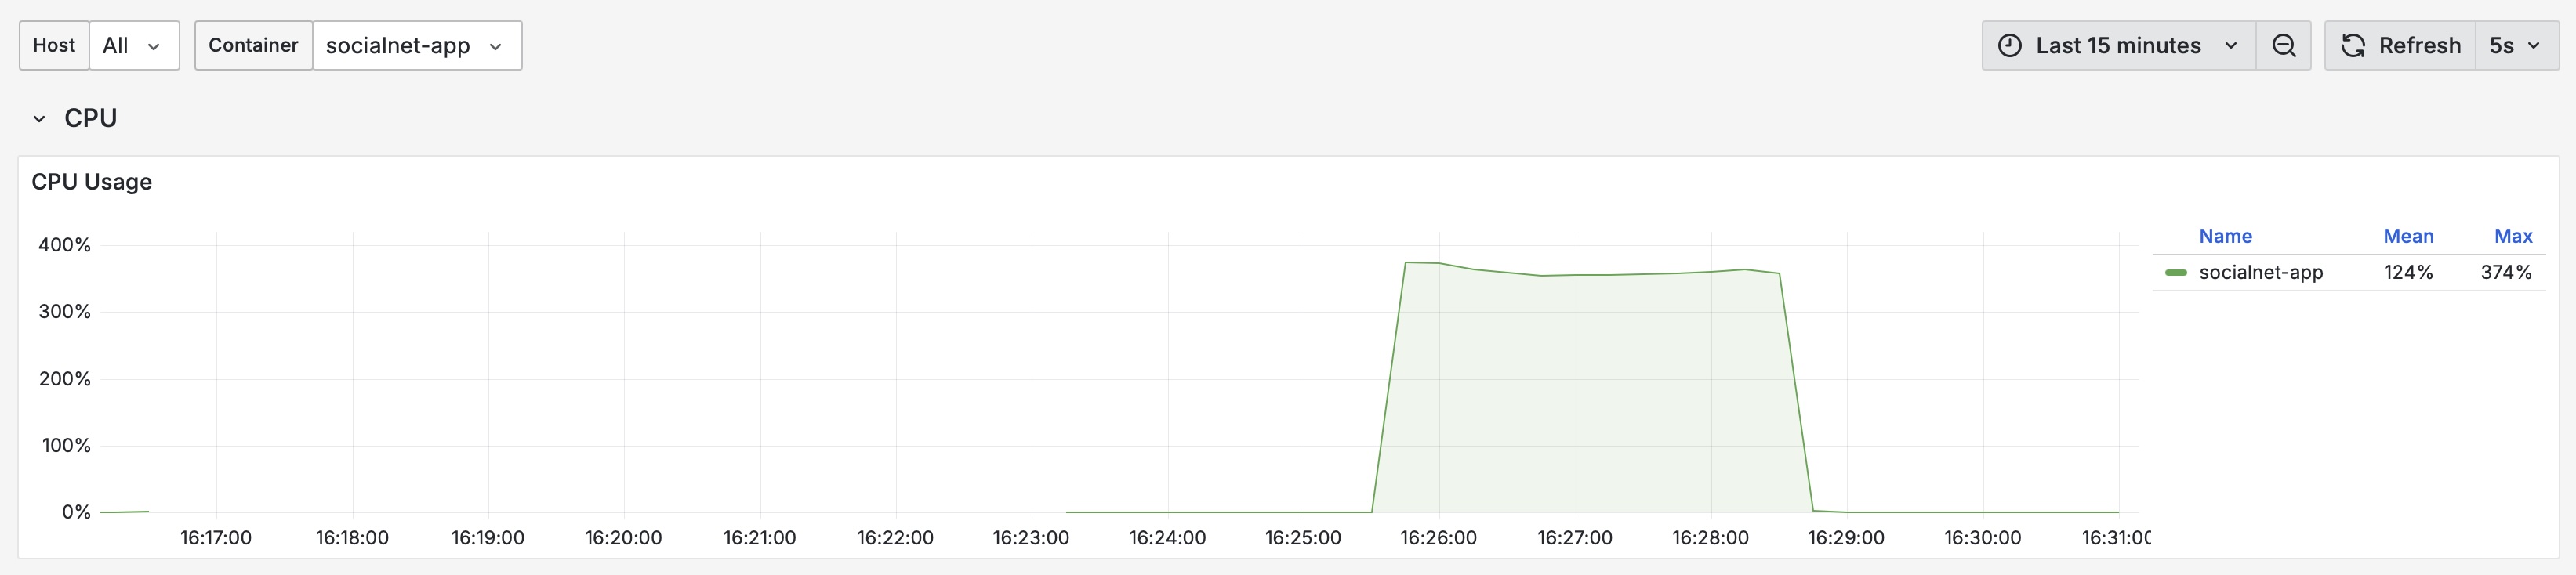 Host All Container socialnet-app Last 15 minutes Refresh 5s
CPU
CPU Usage
Name Mean Max
socialnet-app 124% 374%
400%
300%
200%
100%
0%
16:17:00 16:18:00 16:19:00 16:20:00 16:21:00 16:22:00 16:23:00 16:24:00 16:25:00 16:26:00 16:27:00 16:28:00 16:29:00 16:30:00 16:31:00